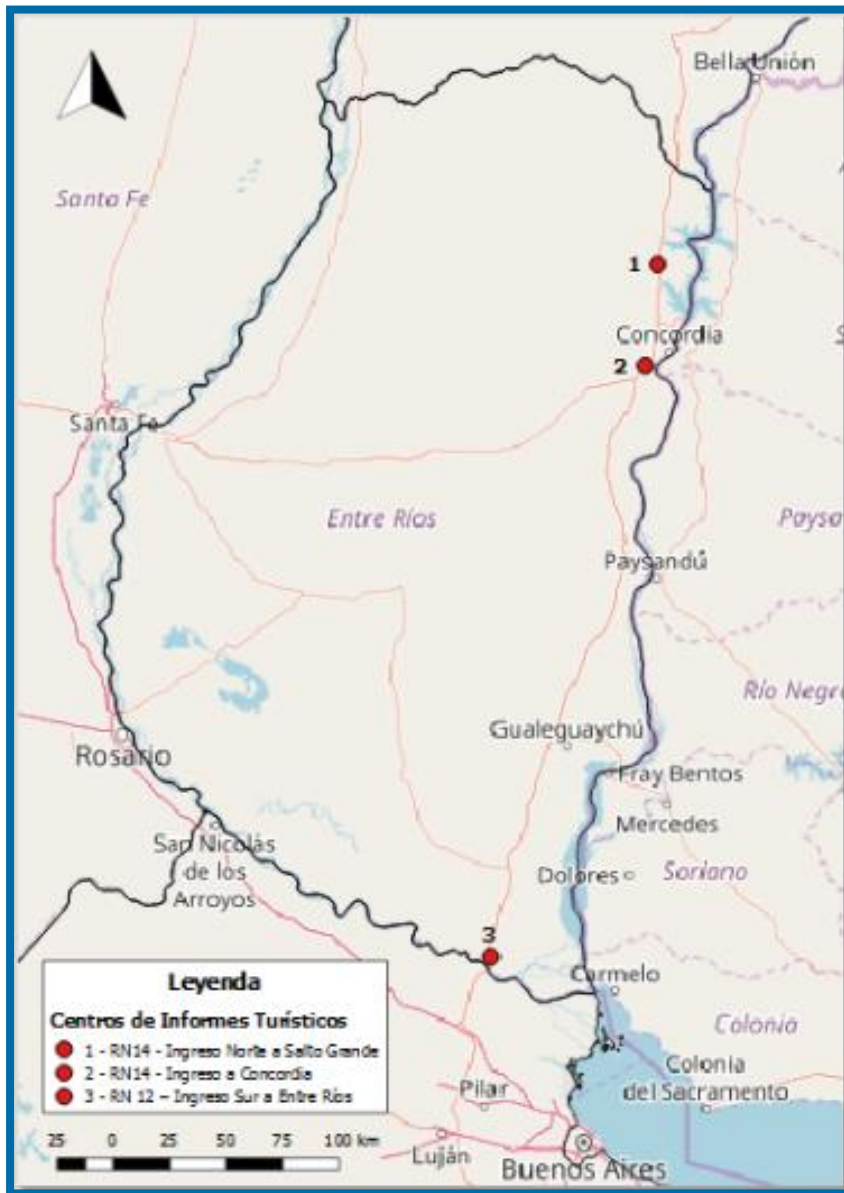 Bella Unión
Santa Fe
1
Concordia
2
Santa Fe
Entre Ríos
Paysa
Paysandú
Río Negro
Gualeguaychú
Rosario
Fray Bentos
Mercedes
San Nicolás
de los
Arroyos
Dolores
Soriano
3
Carmelo
Leyenda
Centros de Informes Turísticos
1 - RN14 - Ingreso Norte a Salto Grande
2 - RN14 - Ingreso a Concordia
3 - RN 12 – Ingreso Sur a Entre Ríos
Colonia
Colonia
del Sacramento
Pilar
25 0 25 50 75 100 km
Luján
Buenos Aires